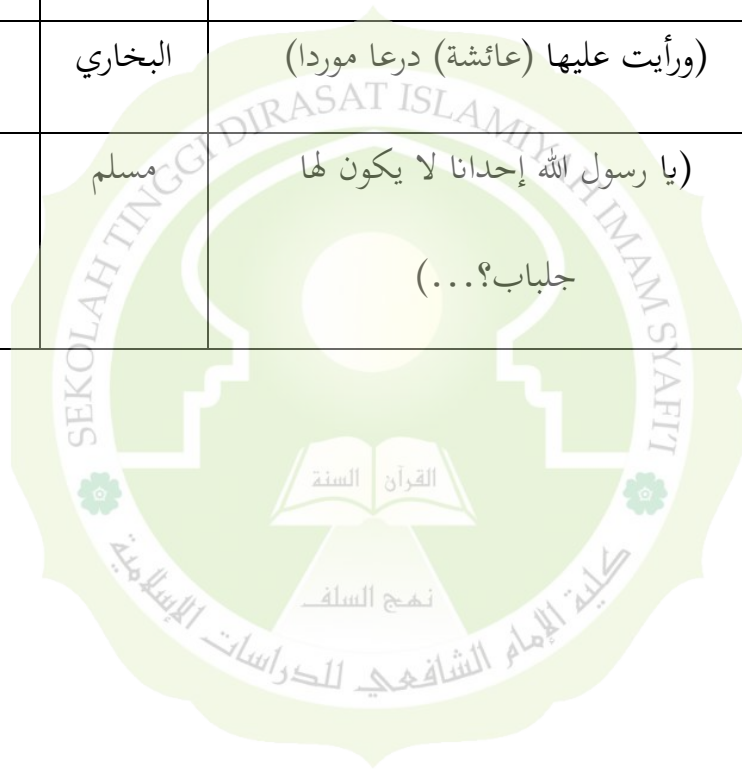 (ورأيت عليها (عائشة) درعا موردا)
البخاري
(يا رسول الله إحدانا لا يكون لها
جلباب؟...)
مسلم
SEKOLAH TINGGI DIRASAT ISLAMIYAH IMAM SYAFI'I
القرآن السنة
نهج السلف
كلية الإمام الشافعي للدراسات الإسلامية